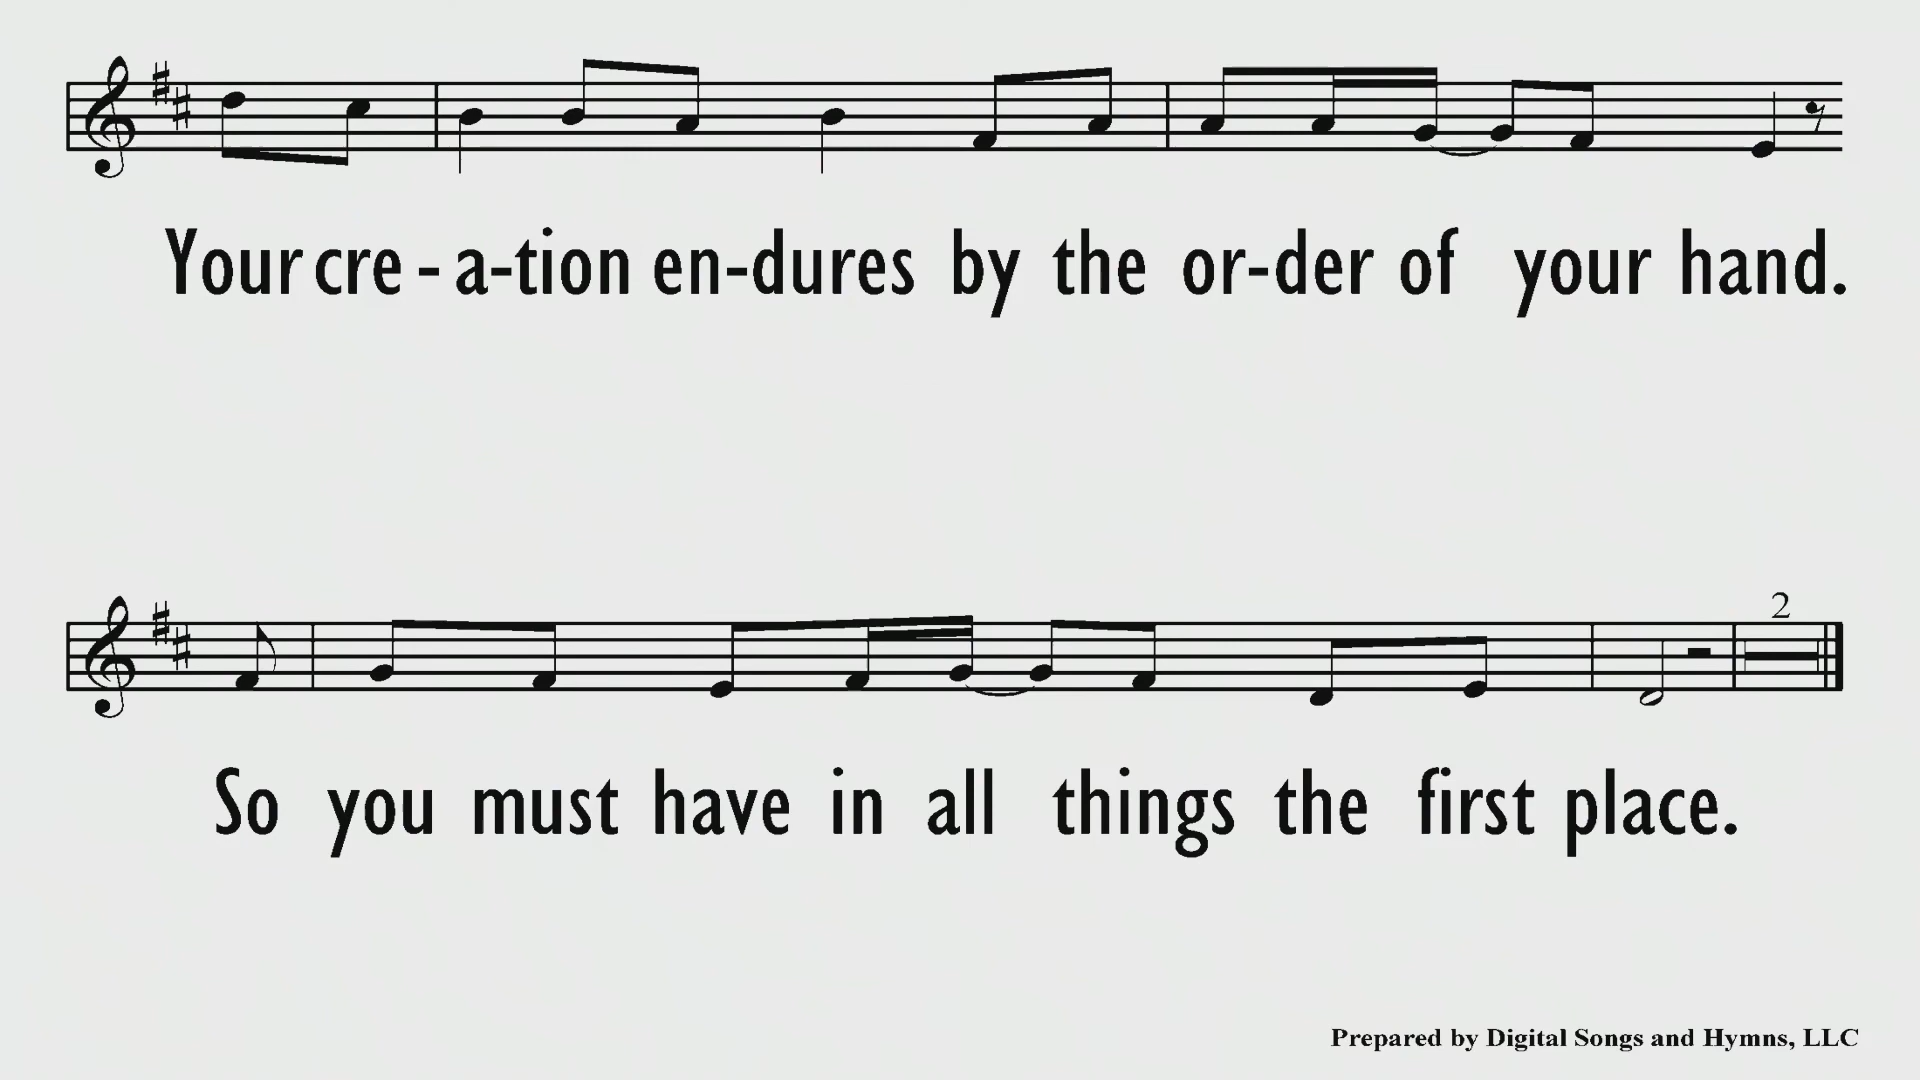 Your cre - a-tion en-dures by the or-der of your hand.
2
So you must have in all things the first place.
Prepared by Digital Songs and Hymns, LLC